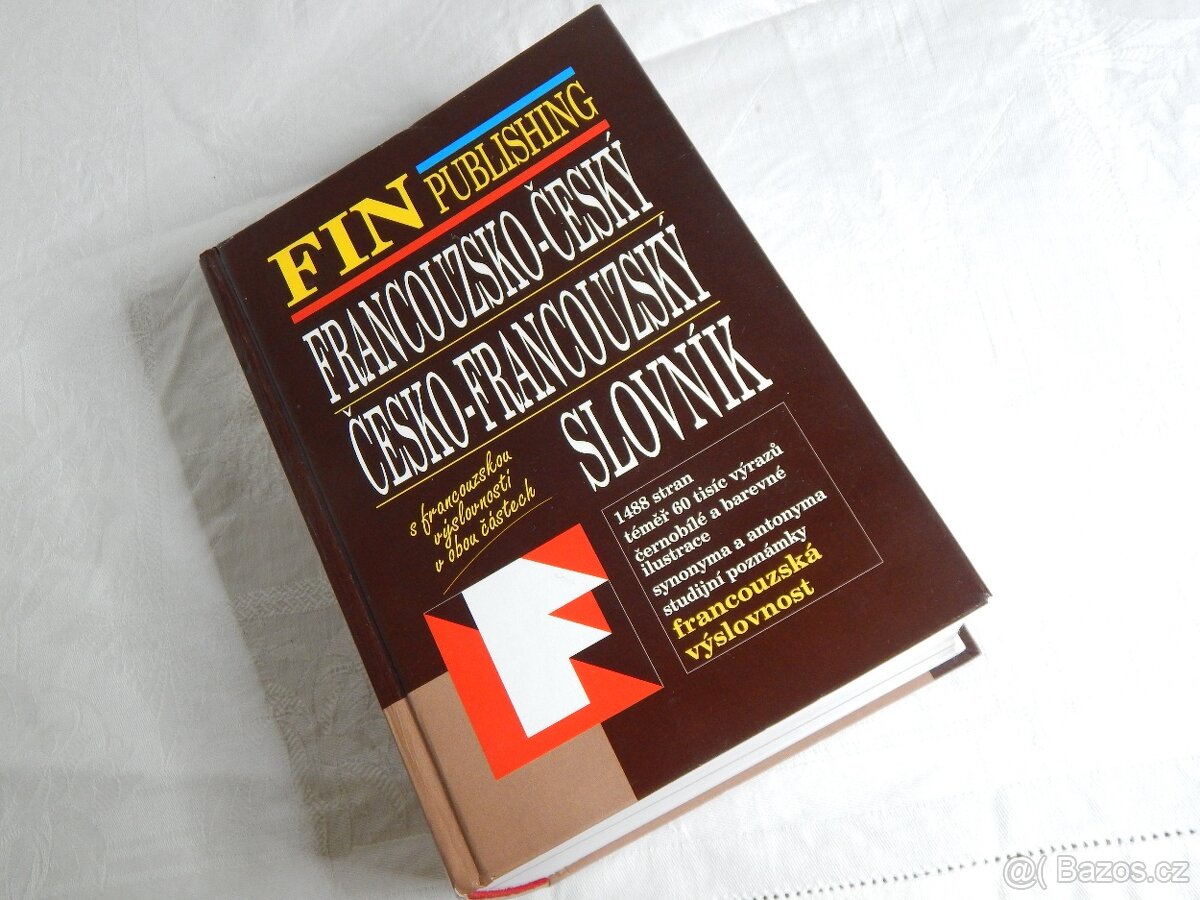 FIN PUBLISHING
FRANCOUZSKO-ČESKÝ
ČESKO-FRANCOUZSKÝ
SLOVNÍK
s francouzskou
výslovností
v obou částech
1488 stran
téměř 60 tisíc výrazů
černobílé a barevné
ilustrace
synonyma a antonyma
studijní poznámky
francouzská
výslovnost
F
@( Bazos.cz